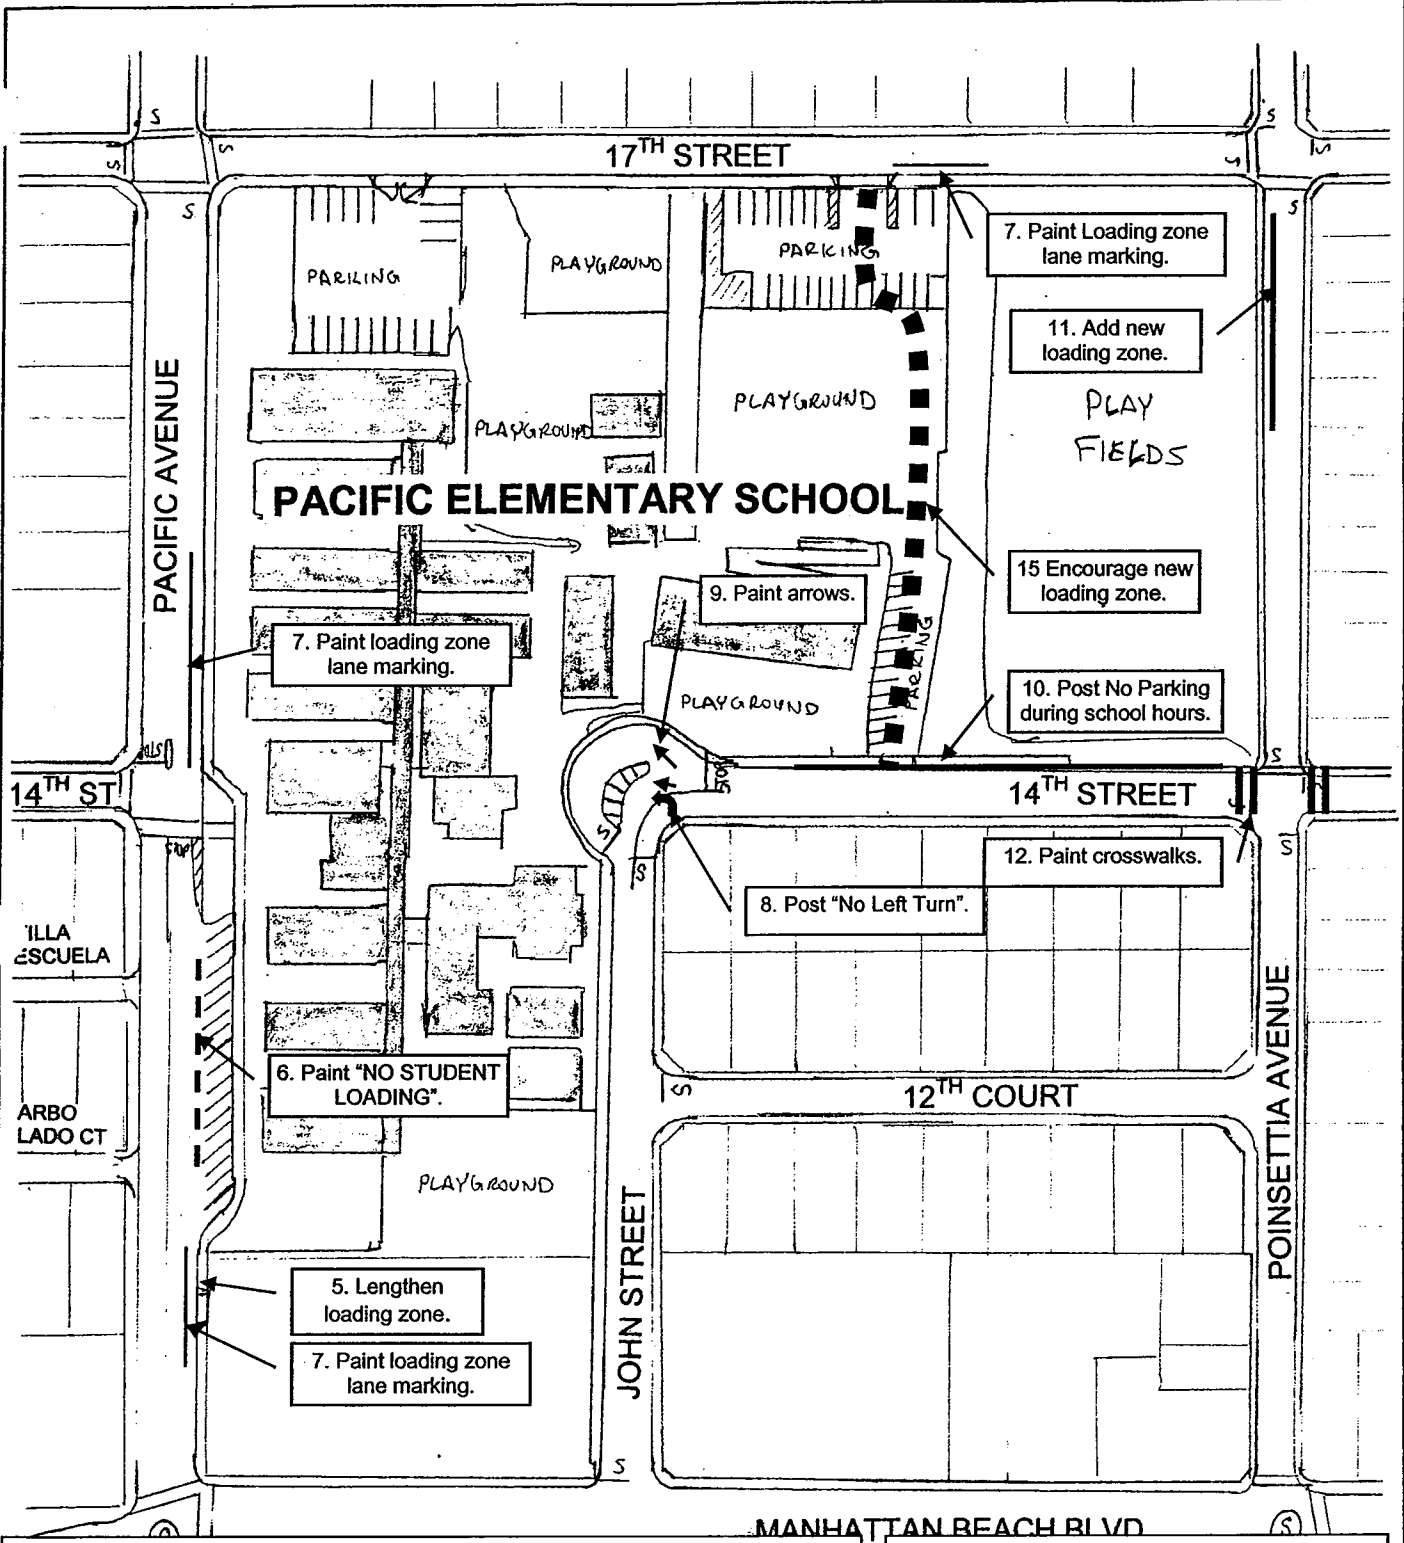 S
S
S
S
17TH STREET
S
S
S
S
S
7. Paint Loading zone
lane marking.
PARKING
PLAYGROUND
PARKING
11. Add new
loading zone.
PLAYGROUND
PLAYGROUND
PLAY
FIELDS
PACIFIC AVENUE
PACIFIC ELEMENTARY SCHOOL
15 Encourage new
loading zone.
9. Paint arrows.
7. Paint loading zone
lane marking.
PARKING
PLAYGROUND
10. Post No Parking
during school hours.
S
STOP
14TH ST
14TH STREET
STOP
S
S
S
12. Paint crosswalks.
8. Post “No Left Turn”.
ILLA
ESCUELA
6. Paint “NO STUDENT
LOADING”.
S
12TH COURT
ARBO
LADO CT
PLAYGROUND
JOHN STREET
POINSETTIA AVENUE
5. Lengthen
loading zone.
7. Paint loading zone
lane marking.
S
MANHATTAN BEACH BLVD
S